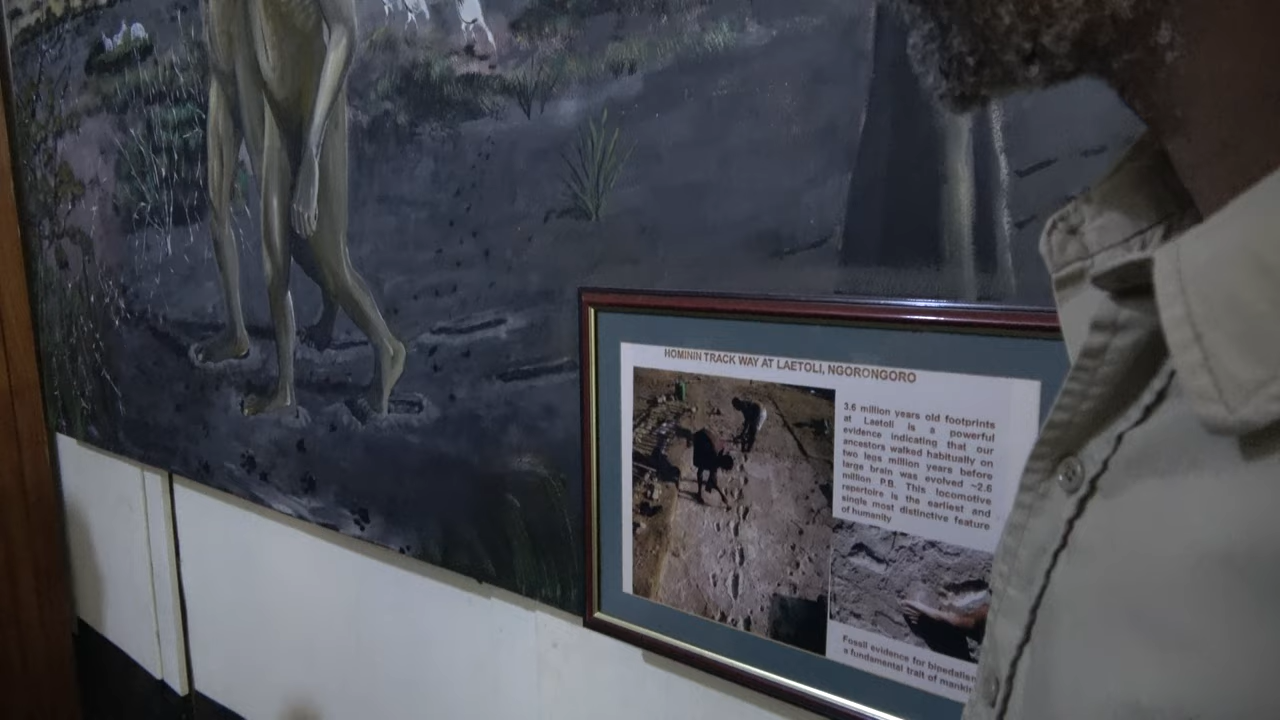 HOMININ TRACK WAY AT LAETOLI, NGORONGORO
3.6 million years old footprints
at Laetoli is a powerful
evidence indicating that our
ancestors walked habitually on
two legs million years before
large brain was evolved ~2.6
million P.B. This locomotive
repertoire is the earliest and
single most distinctive feature
of humanity
Fossil evidence for bipedalism
a fundamental trait of mankin